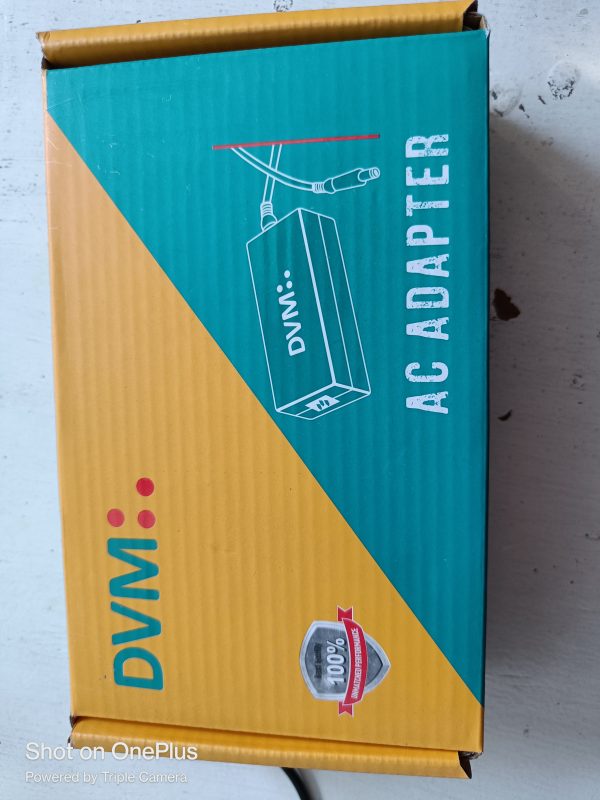 DVM
AC ADAPTER
DVM
100%
UNMATCHED PERFORMANCE
Shot on OnePlus
Powered by Triple Camera